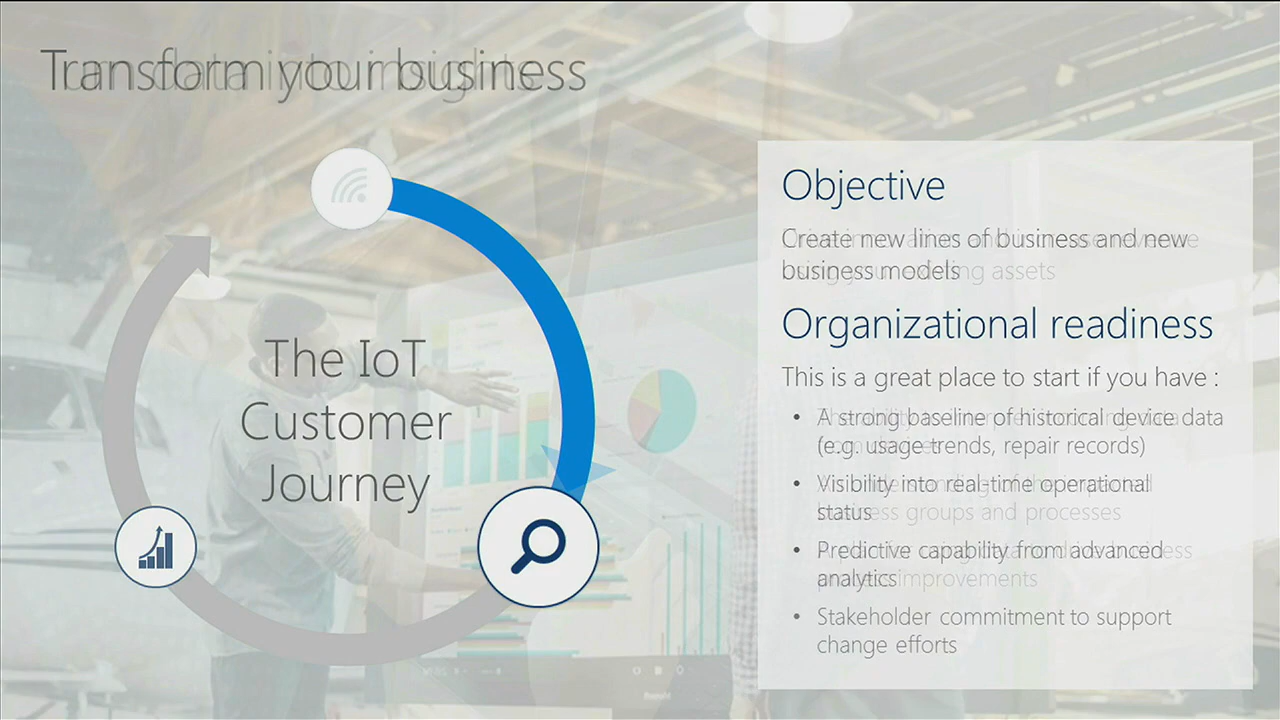 Transform your business
The IoT
Customer
Journey
Objective
Create new lines of business and new
business models
Organizational readiness
This is a great place to start if you have :
• A strong baseline of historical device data
(e.g. usage trends, repair records)
• Visibility into real-time operational
status
• Predictive capability from advanced
analytics
• Stakeholder commitment to support
change efforts